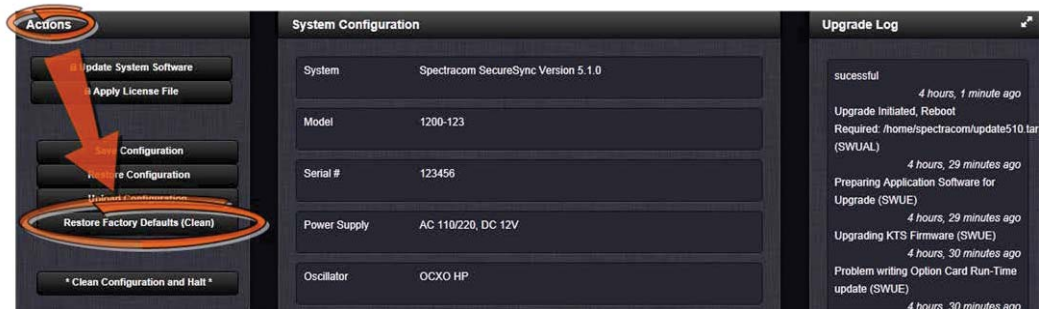 Actions
Update System Software
Apply License File
Save Configuration
Restore Configuration
Upload Configuration
Restore Factory Defaults (Clean)
* Clean Configuration and Halt *
System Configuration
System Spectracom SecureSync Version 5.1.0
Model 1200-123
Serial # 123456
Power Supply AC 110/220, DC 12V
Oscillator OCXO HP
Upgrade Log
sucessful
4 hours, 1 minute ago
Upgrade Initiated, Reboot
Required: /home/spectracom/update510.tar
(SWUAL)
4 hours, 29 minutes ago
Preparing Application Software for
Upgrade (SWUE)
4 hours, 29 minutes ago
Upgrading KTS Firmware (SWUE)
4 hours, 30 minutes ago
Problem writing Option Card Run-Time
update (SWUE)
4 hours, 30 minutes ago